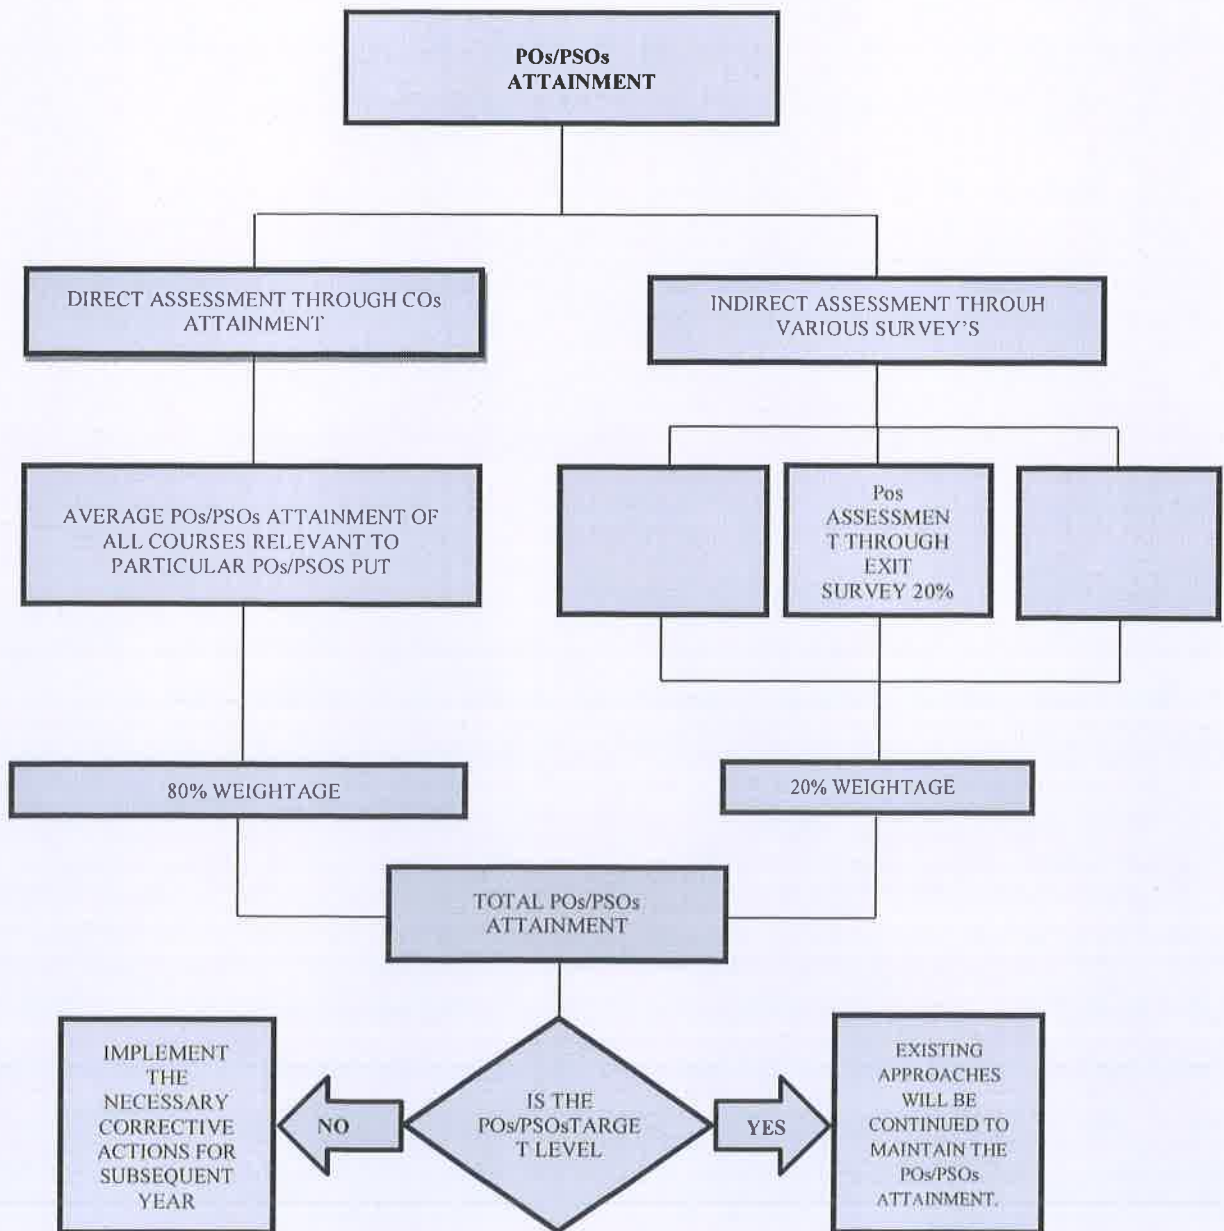 POs/PSOs
ATTAINMENT
DIRECT ASSESSMENT THROUGH COs
ATTAINMENT
INDIRECT ASSESSMENT THROUH
VARIOUS SURVEY'S
AVERAGE POs/PSOs ATTAINMENT OF
ALL COURSES RELEVANT TO
PARTICULAR POs/PSOS PUT
Pos
ASSESSMEN
T THROUGH
EXIT
SURVEY 20%
80% WEIGHTAGE
20% WEIGHTAGE
TOTAL POs/PSOs
ATTAINMENT
IMPLEMENT
THE
NECESSARY
CORRECTIVE
ACTIONS FOR
SUBSEQUENT
YEAR
NO
IS THE
POs/PSOsTARGE
T LEVEL
YES
EXISTING
APPROACHES
WILL BE
CONTINUED TO
MAINTAIN THE
POs/PSOs
ATTAINMENT.